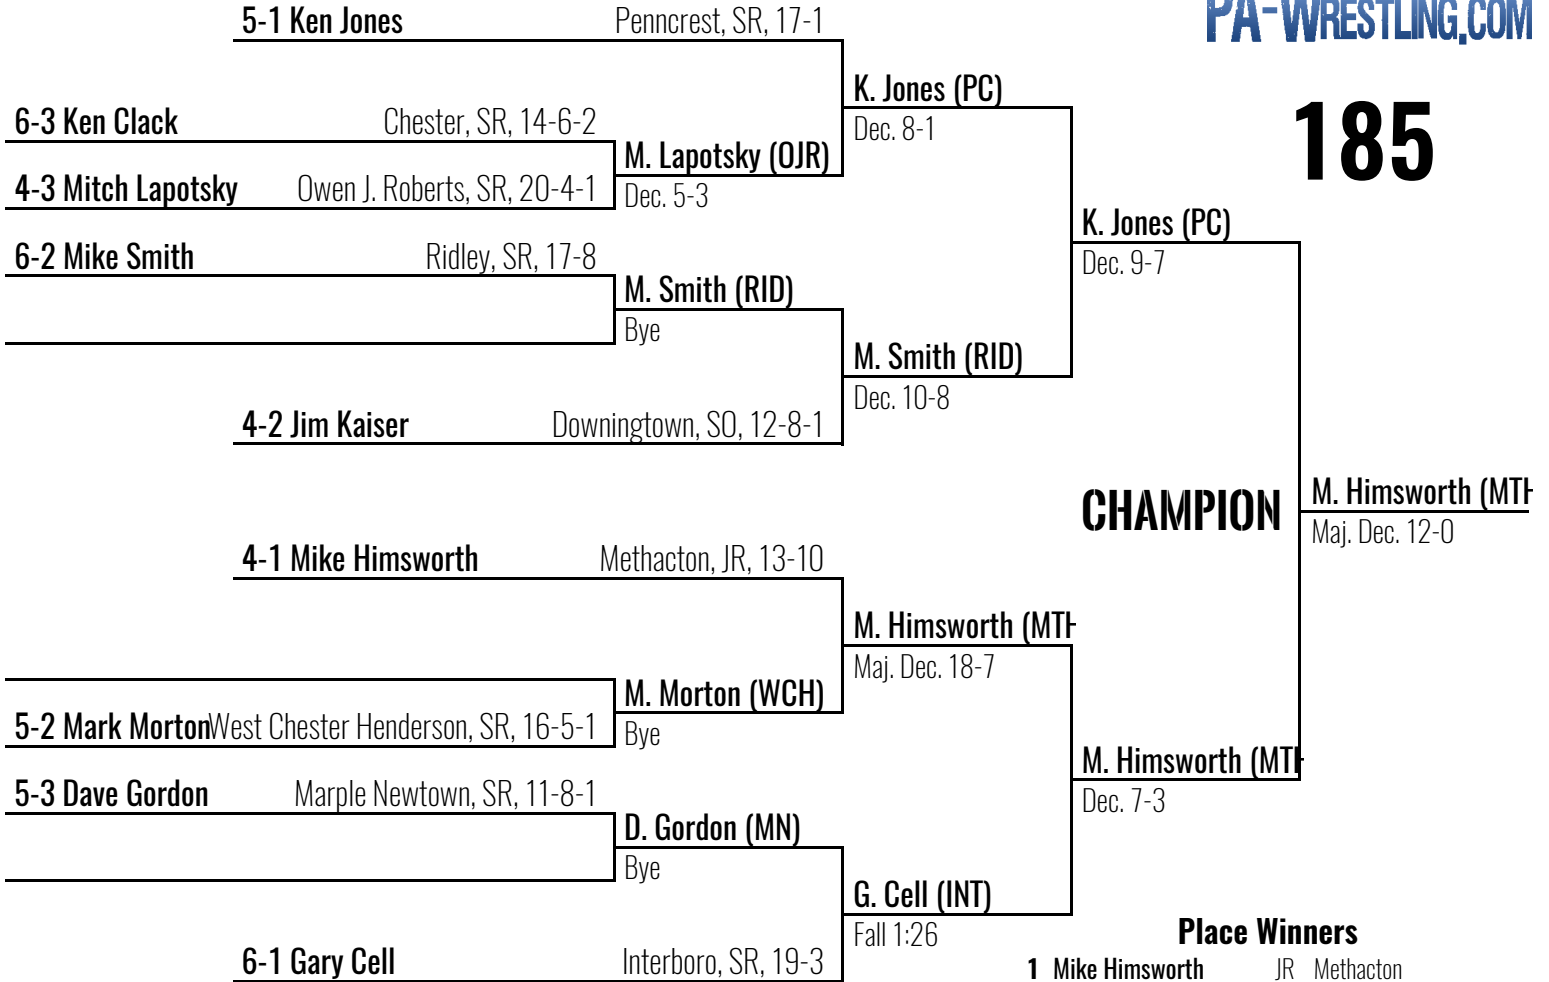 PA-WRESTLING.COM
185
5-1 Ken Jones Penncrest, SR, 17-1
K. Jones (PC)
Dec. 8-1
6-3 Ken Clack Chester, SR, 14-6-2
M. Lapotsky (OJR)
Dec. 5-3
4-3 Mitch Lapotsky Owen J. Roberts, SR, 20-4-1
K. Jones (PC)
Dec. 9-7
6-2 Mike Smith Ridley, SR, 17-8
M. Smith (RID)
Bye
M. Smith (RID)
Dec. 10-8
4-2 Jim Kaiser Downingtown, SO, 12-8-1
CHAMPION
M. Himsworth (MTH
Maj. Dec. 12-0
4-1 Mike Himsworth Methacton, JR, 13-10
M. Himsworth (MTH
Maj. Dec. 18-7
M. Morton (WCH)
Bye
5-2 Mark Morton West Chester Henderson, SR, 16-5-1
M. Himsworth (MTH
Dec. 7-3
5-3 Dave Gordon Marple Newtown, SR, 11-8-1
D. Gordon (MN)
Bye
G. Cell (INT)
Fall 1:26
6-1 Gary Cell Interboro, SR, 19-3
Place Winners
1 Mike Himsworth JR Methacton